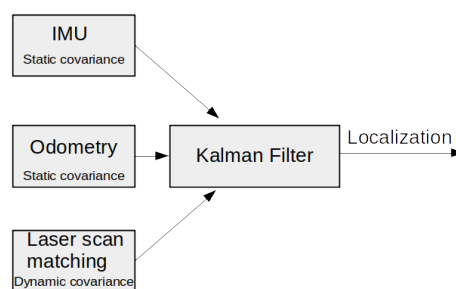 IMU
Static covariance
Odometry
Static covariance
Kalman Filter
Localization
Laser scan
matching
Dynamic covariance